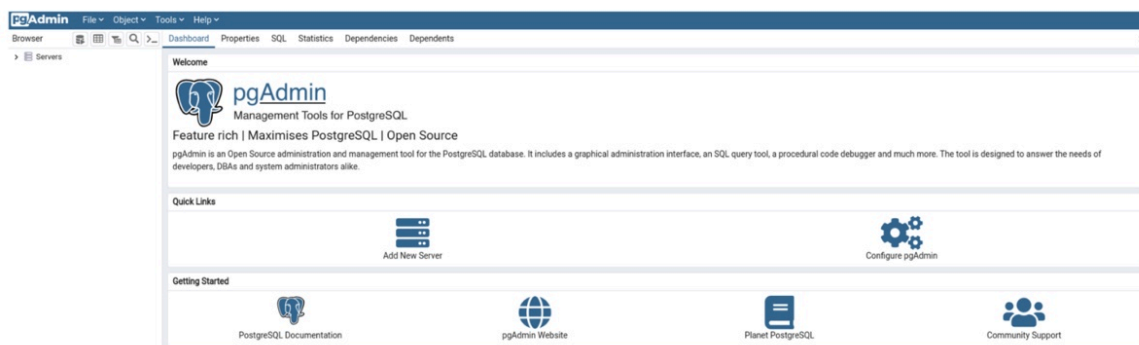 pgAdmin File Object Tools Help
Browser Dashboard Properties SQL Statistics Dependencies Dependents
Servers
Welcome
pgAdmin
Management Tools for PostgreSQL
Feature rich | Maximises PostgreSQL | Open Source
pgAdmin is an Open Source administration and management tool for the PostgreSQL database. It includes a graphical administration interface, an SQL query tool, a procedural code debugger and much more. The tool is designed to answer the needs of
developers, DBAs and system administrators alike.
Quick Links
Add New Server Configure pgAdmin
Getting Started
PostgreSQL Documentation pgAdmin Website Planet PostgreSQL Community Support